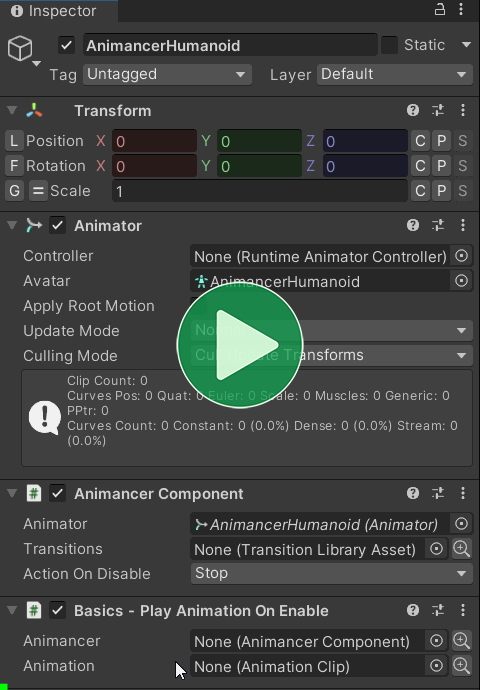 Inspector
AnimancerHumanoid Static
Tag Untagged Layer Default
Transform
L Position X 0 Y 0 Z 0 C P S
F Rotation X 0 Y 0 Z 0 C P S
G = Scale 1 C P S
Animator
Controller None (Runtime Animator Controller)
Avatar AnimancerHumanoid
Apply Root Motion
Update Mode
Culling Mode Transforms
Clip Count: 0
Curves Pos: 0 Quat: 0 Euler: 0 Scale: 0 Muscles: 0 Generic: 0
PPtr: 0
Curves Count: 0 Constant: 0 (0.0%) Dense: 0 (0.0%) Stream: 0
(0.0%)
Animancer Component
Animator AnimancerHumanoid (Animator)
Transitions None (Transition Library Asset)
Action On Disable Stop
Basics - Play Animation On Enable
Animancer None (Animancer Component)
Animation None (Animation Clip)